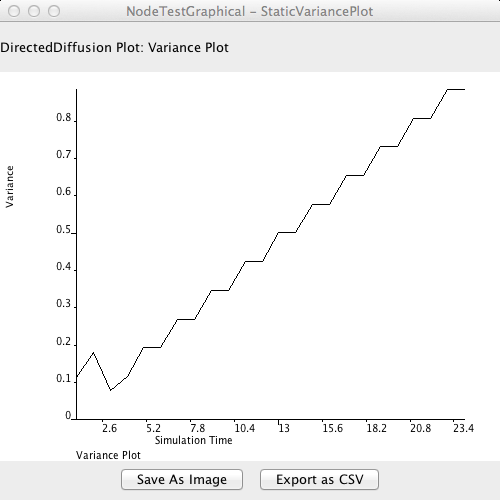 NodeTestGraphical – StaticVariancePlot
DirectedDiffusion Plot: Variance Plot
Variance
0.8
0.7
0.6
0.5
0.4
0.3
0.2
0.1
0
2.6 5.2 7.8 10.4 13 15.6 18.2 20.8 23.4
Simulation Time
Variance Plot
Save As Image Export as CSV